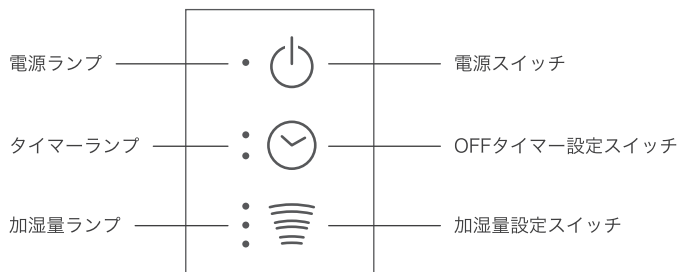 電源ランプ
電源スイッチ
タイマーランプ
OFFタイマー設定スイッチ
加湿量ランプ
加湿量設定スイッチ